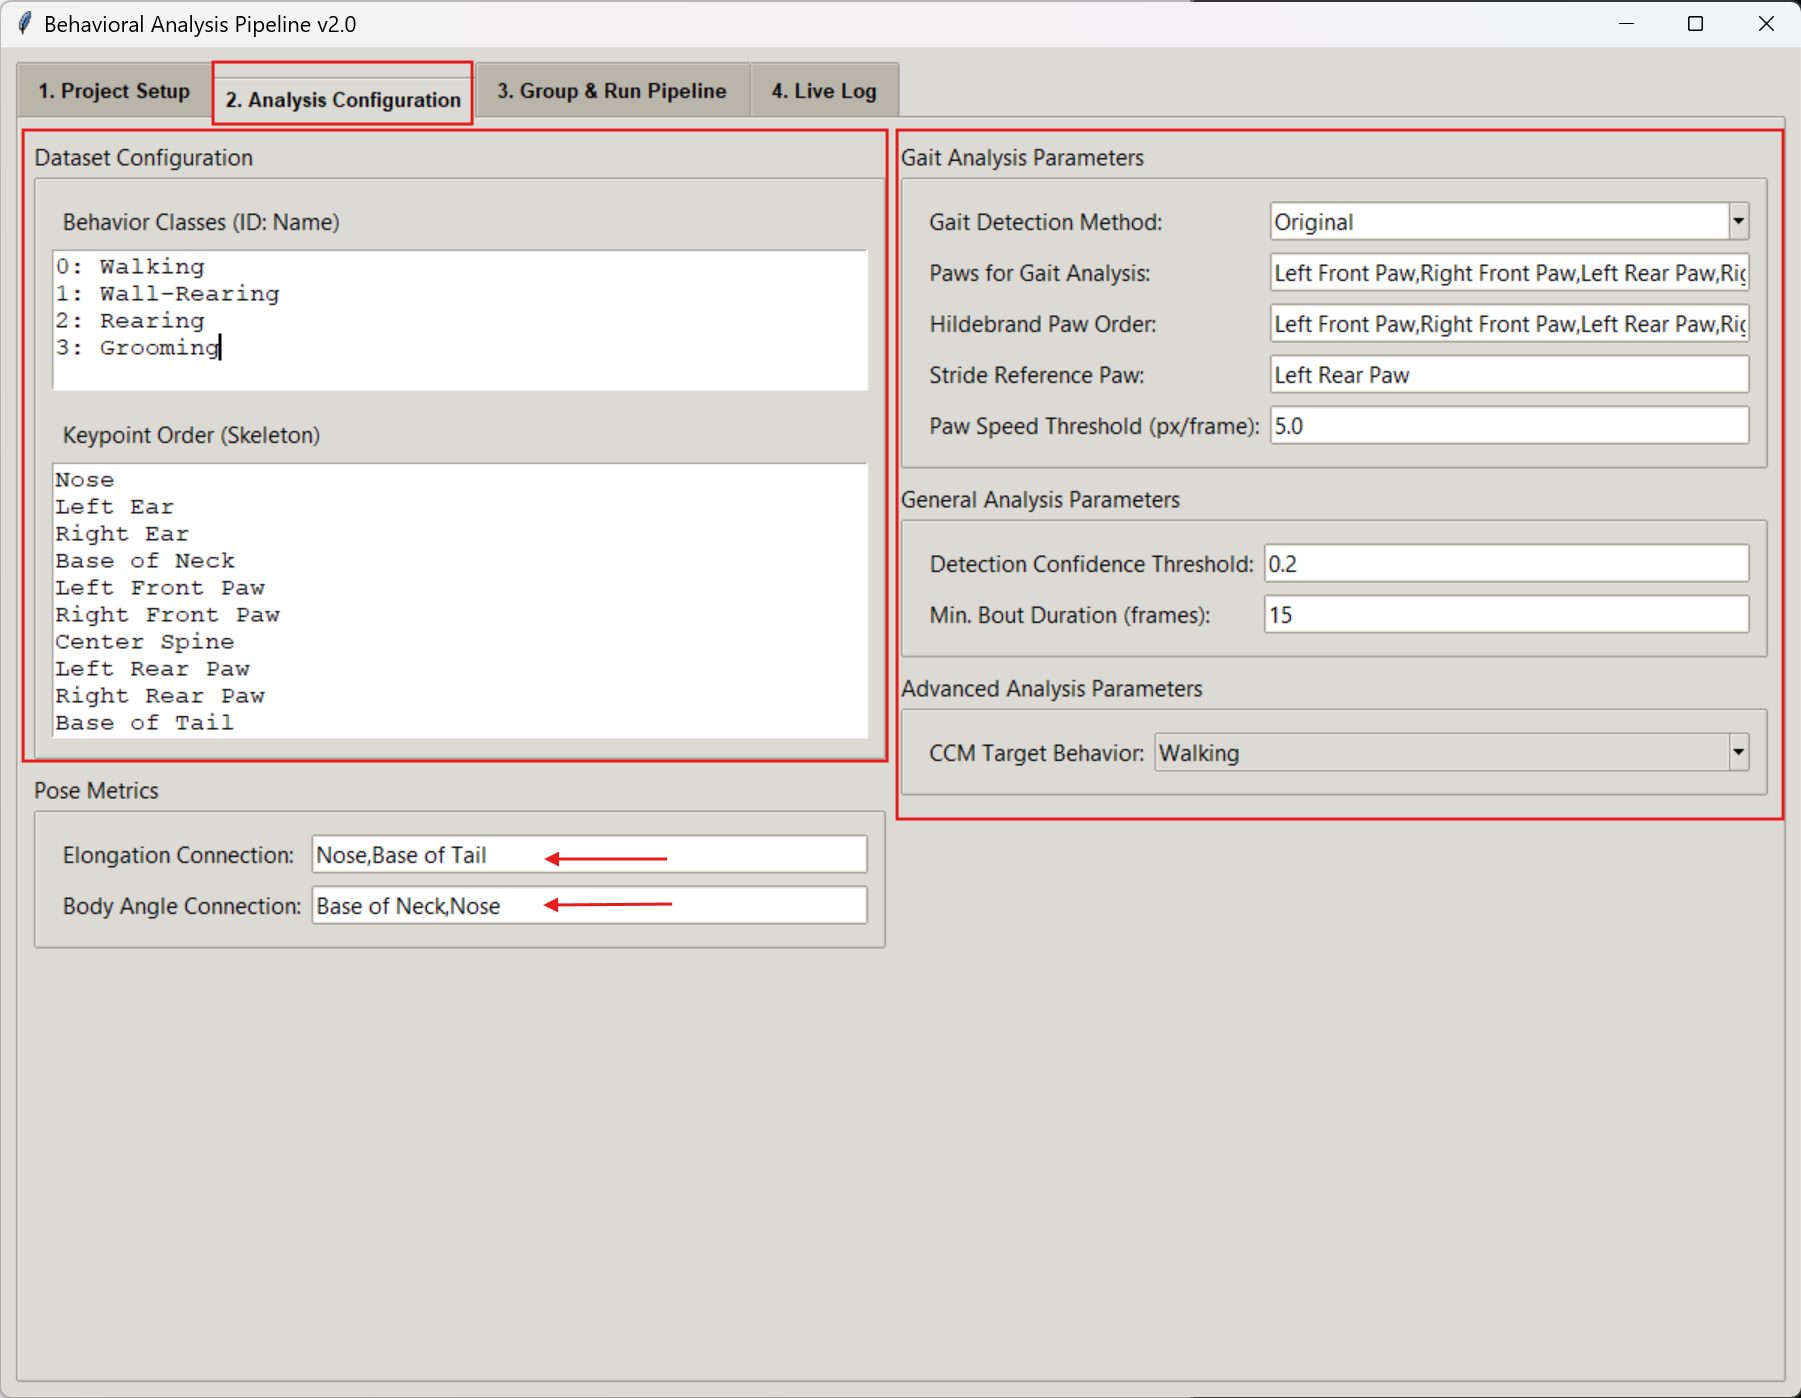 Behavioral Analysis Pipeline v2.0
1. Project Setup
2. Analysis Configuration
3. Group & Run Pipeline
4. Live Log
Dataset Configuration
Behavior Classes (ID: Name)
0: Walking
1: Wall-Rearing
2: Rearing
3: Grooming
Keypoint Order (Skeleton)
Nose
Left Ear
Right Ear
Base of Neck
Left Front Paw
Right Front Paw
Center Spine
Left Rear Paw
Right Rear Paw
Base of Tail
Pose Metrics
Elongation Connection: Nose,Base of Tail
Body Angle Connection: Base of Neck,Nose
Gait Analysis Parameters
Gait Detection Method: Original
Paws for Gait Analysis: Left Front Paw,Right Front Paw,Left Rear Paw,Rig
Hildebrand Paw Order: Left Front Paw,Right Front Paw,Left Rear Paw,Rig
Stride Reference Paw: Left Rear Paw
Paw Speed Threshold (px/frame): 5.0
General Analysis Parameters
Detection Confidence Threshold: 0.2
Min. Bout Duration (frames): 15
Advanced Analysis Parameters
CCM Target Behavior: Walking